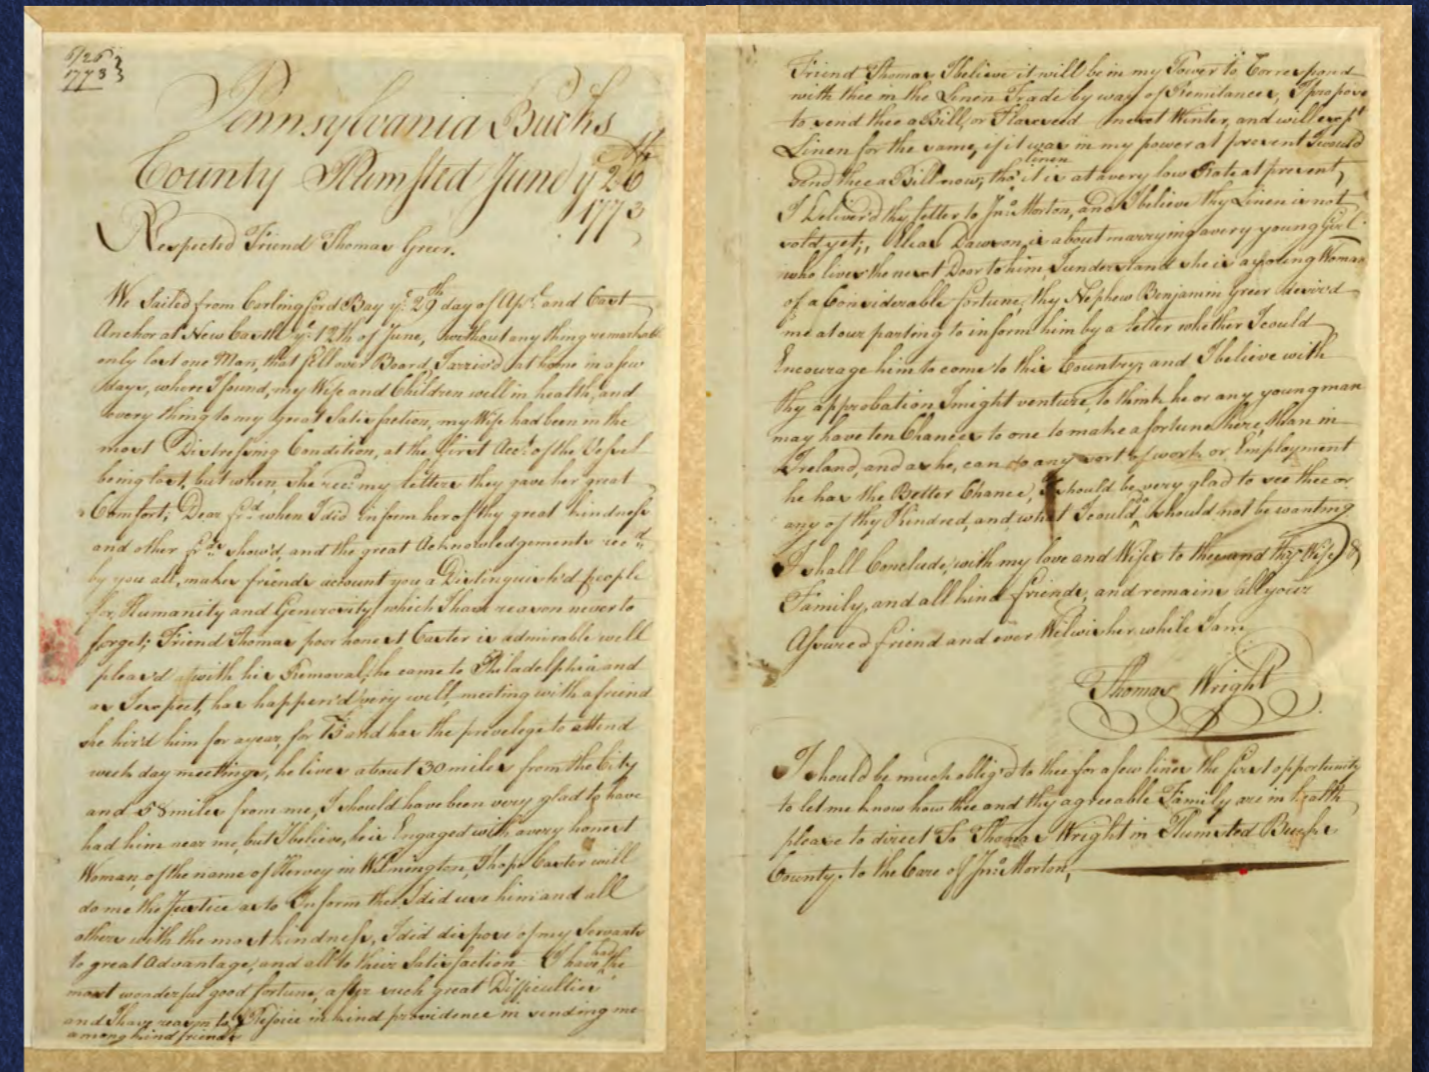 6/26
1773
Pennsylvania Bucks
County Plumsted June ye 26th
1773
Respected Friend Thomas Greer.
We Sailed from Carlingford Bay ye 29th day of Apl and Cast
Anchor at New Castle ye 12th of June, without any thing remarkable
only lost one Man, that fell over Board, I arriv'd at home in a few
days, where I found, my Wife and Children well in health, and
every thing to my great Satisfaction, my Wife had been in the
most Distressing Condition, at the first Acct of the Vessel
being lost, but when, she recd my letters they gave her great
Comfort; Dear frd when I did inform her of thy great kindness
and other frds show'd and the great Acknowledgements recd
by you all, makes friends account you a Distinguish'd people
for Humanity and Generosity, which I have reason never to
forget; Friend Thomas poor honest Caster is admirable well
pleas'd with his Removal, he came to Philadelphia and
as I expect, has happen'd very well, meeting with a friend
she hir'd him for a year, for 15 and has the privelege to attend
week day meetings, he lives about 30 miles from the City
and 58 miles from me, I should have been very glad to have
had him near me, but I believe, he is Engaged with a very honest
Woman, of the name of Hervey in Wilmington, I hope Caster will
do me the Justice as to Inform thee I did use him and all
others with the most kindness, I did dispose of my Servants
to great advantage, and all to their Satisfaction I have had the
most wonderful good fortune, after such great Difficulties
and I have reason to Rejoice in kind providence in sending me
among kind friends
Friend Thomas, I believe it will be in my Power to Correspond
with thee in the Linen Trade by way of Remitances, I propose
to send thee a Bill, or Flaxseed next Winter, and will expt
Linen for the same, if it was in my power at present I would
send thee a Bill now, tho' linen it is at a very low Rate at present,
I Deliver'd thy letter to Jno: Morton, and I believe thy Linen is not
sold yet;, Elias Dawson, is about marrying a very young Girl
who lives the next Door to him, I understand she is a young Woman
of a Considerable fortune, thy Nephew Benjamin Greer desir'd
me at our parting to inform him by a letter whether I could
Encourage him to come to this Country, and I believe with
thy approbation I might venture, to think he or any young man
may have ten Chances to one to make a fortune here, than in
Ireland, and as he, can do any sort of work or Employment
he has the Better Chance, I should be very glad to see thee or
any of thy Kindred, and what I could do, should not be wanting
I shall Conclude, with my love and Wifes to thee and thy Wife &
Family, and all kind friends, and remains all your
Assured friend and ever Wellwisher while I am
Thomas Wright
I should be much oblig'd to thee for a few lines the first opportunity
to let me know how thee and thy agreeable Family are in health
please to direct to Thomas Wright in Plumsted Bucks
County. to the Care of Jno: Morton,